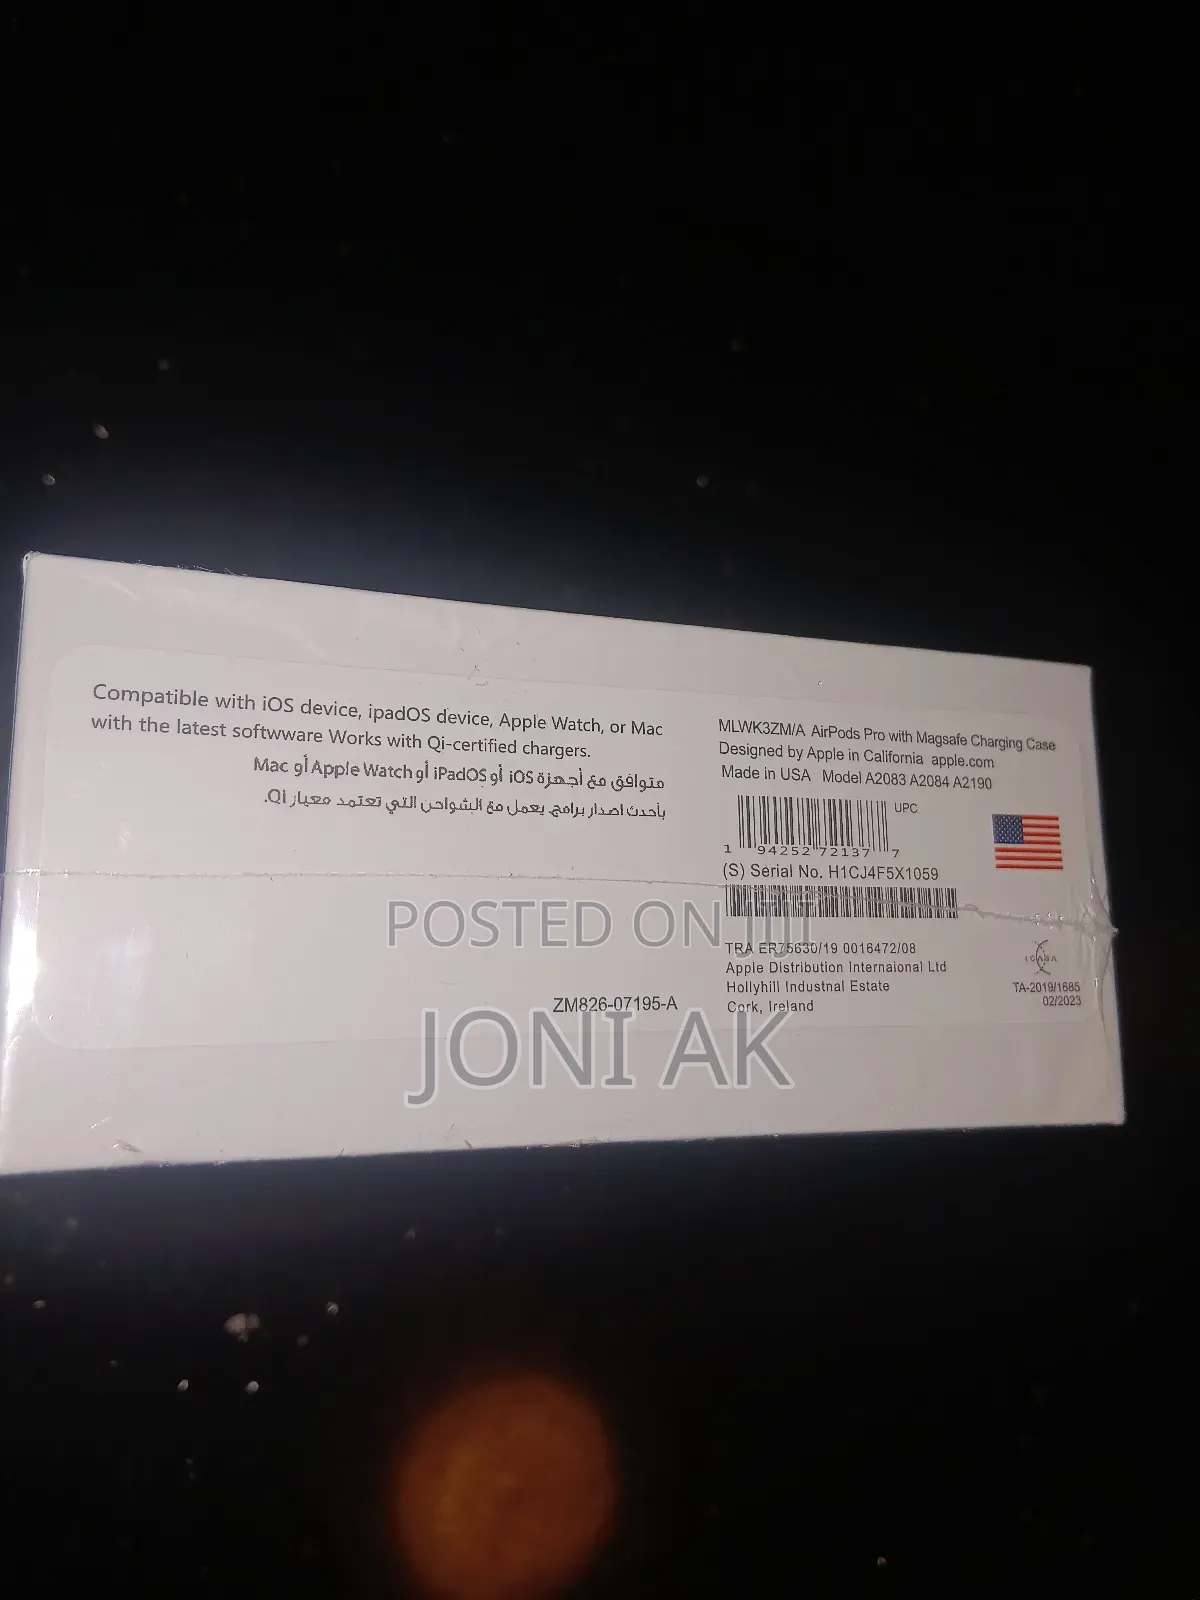 Compatible with iOS device, ipadOS device, Apple Watch, or Mac
with the latest softwware Works with Qi-certified chargers.
متوافق مع أجهزة iOS أو iPadOS أو Apple Watch أو Mac
بأحدث اصدار برامج. يعمل مع الشواحن التي تعتمد معيار Qi.
ZM826-07195-A
MLWK3ZM/A AirPods Pro with Magsafe Charging Case
Designed by Apple in California apple.com
Made in USA Model A2083 A2084 A2190
UPC
1 94252 72137 7
(S) Serial No. H1CJ4F5X1059
TRA ER75630/19 0016472/08
Apple Distribution Internaional Ltd
Hollyhill Industnal Estate
Cork, Ireland
TA-2019/1685
02/2023
POSTED ON JIJI
JONI AK